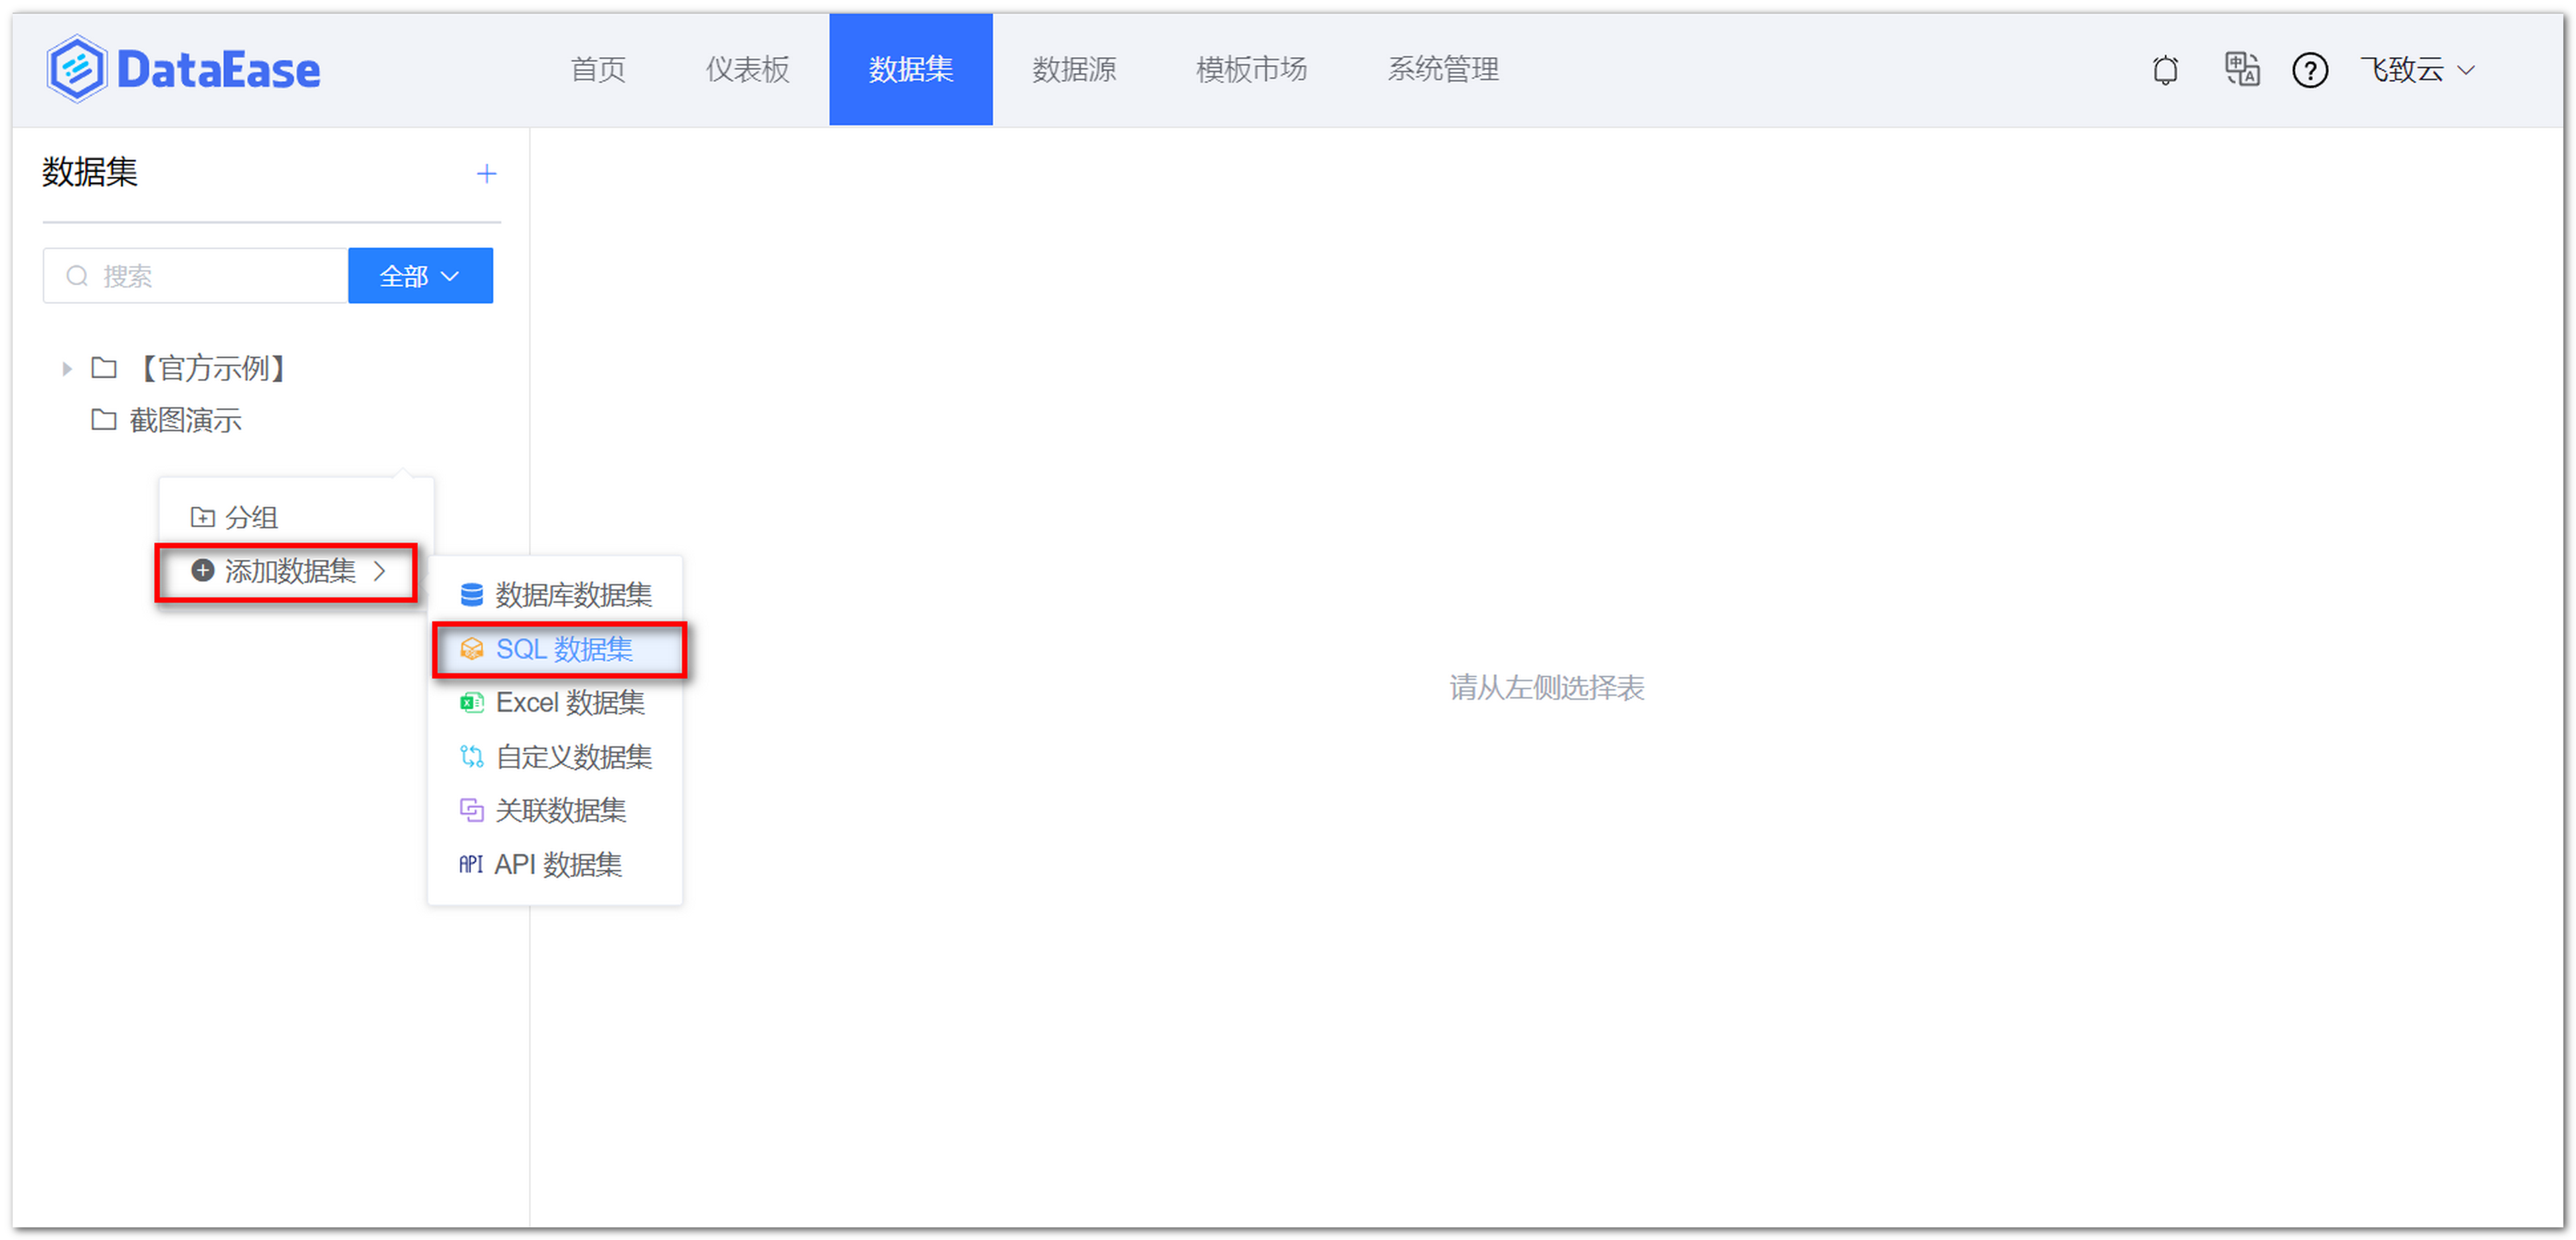 DataEase
首页 仪表板 数据集 数据源 模板市场 系统管理 飞致云
数据集
搜索 全部
【官方示例】
截图演示
分组
添加数据集
数据库数据集
SQL 数据集
Excel 数据集
自定义数据集
关联数据集
API API 数据集
请从左侧选择表